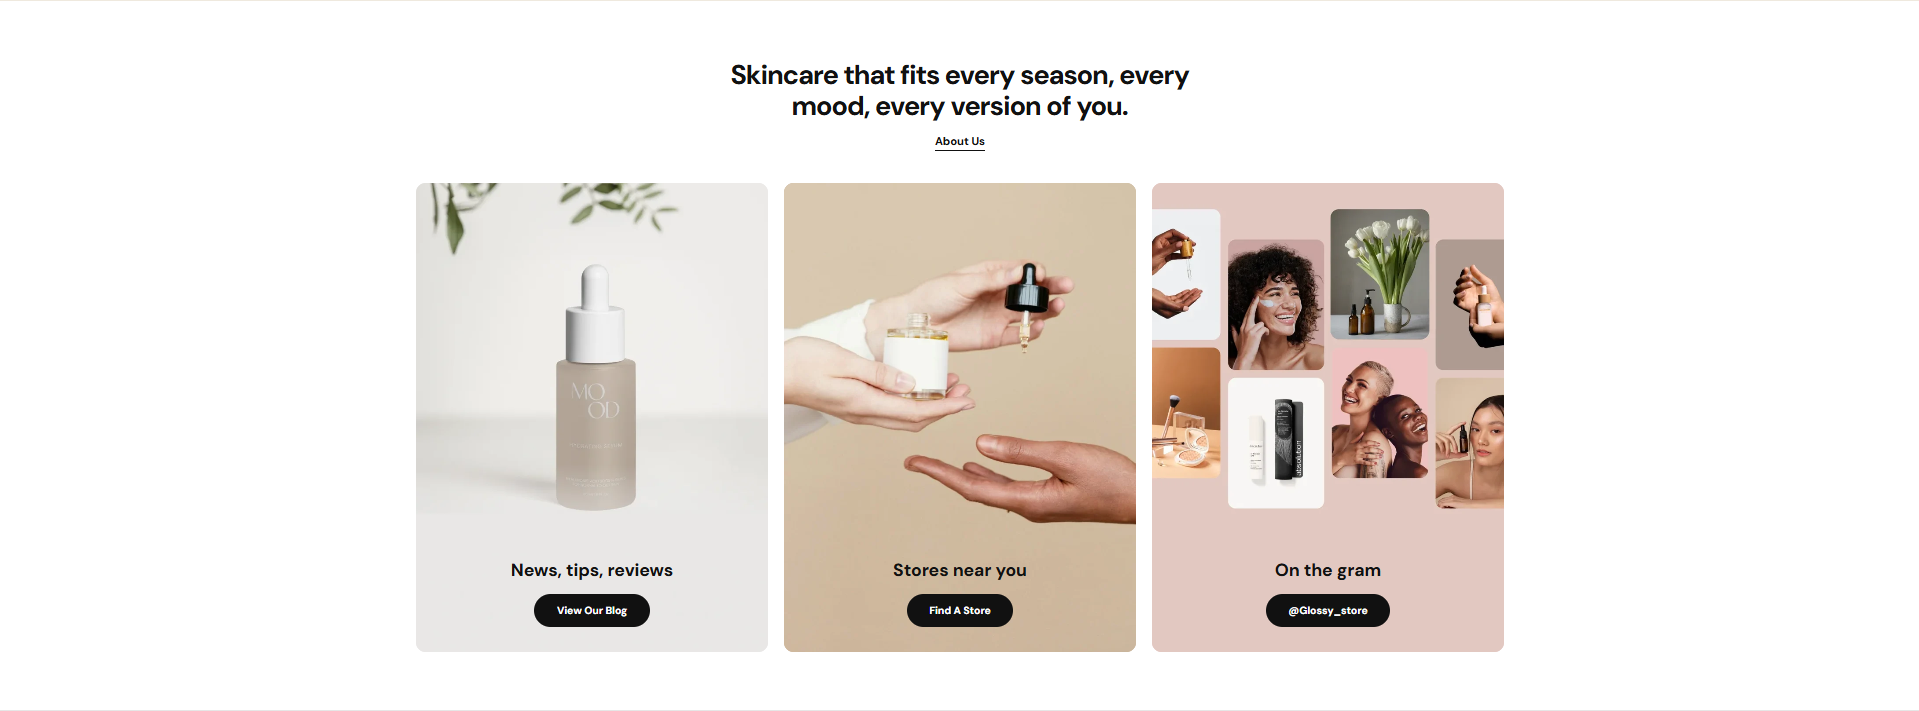 Skincare that fits every season, every
mood, every version of you.
About Us
MO
OD
News, tips, reviews
View Our Blog
Stores near you
Find A Store
absolution
On the gram
@Glossy_store